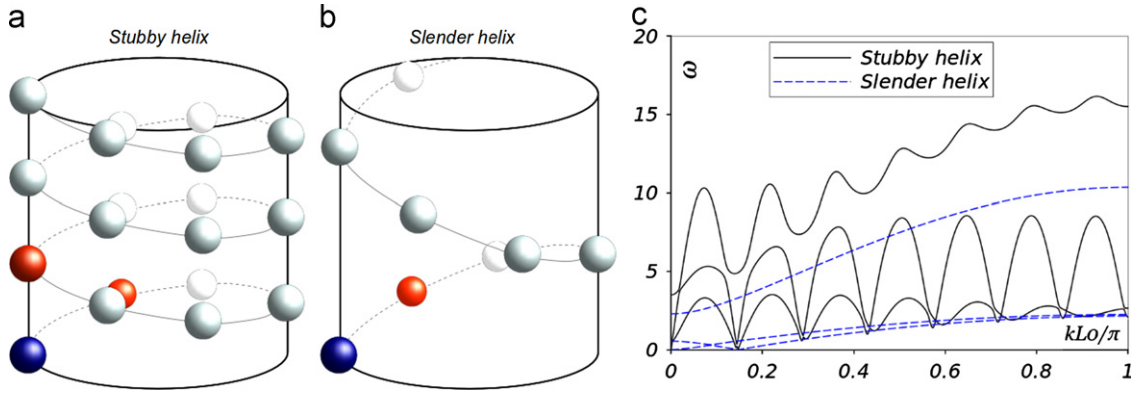 a
Stubby helix
b
Slender helix
c
20
15
10
5
0
ω
Stubby helix
Slender helix
kLo/π
0 0.2 0.4 0.6 0.8 1